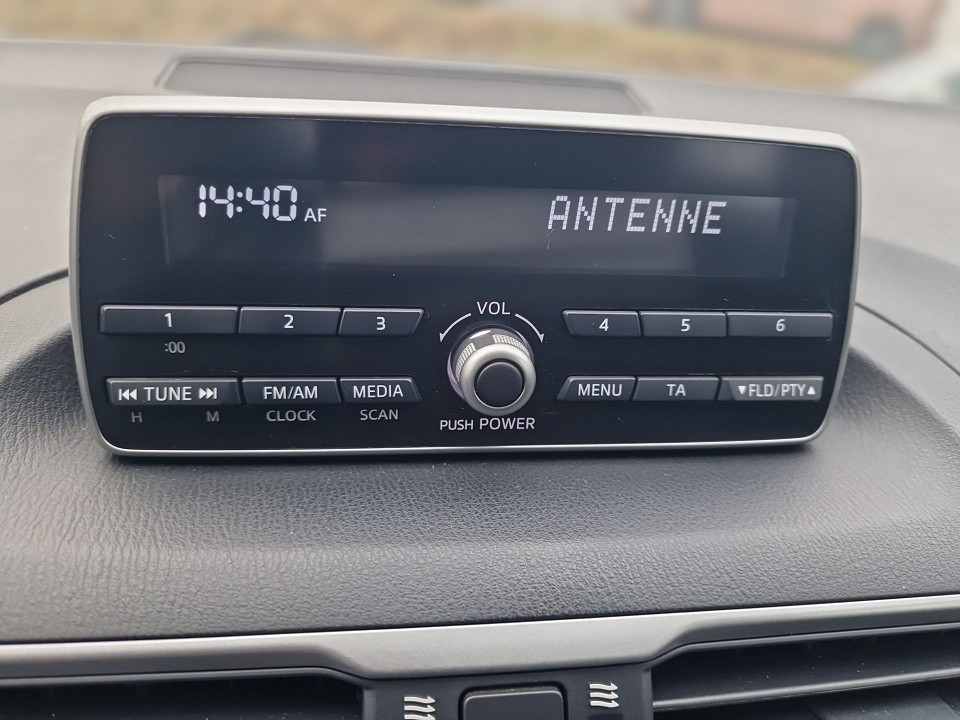 14:40 AF ANTENNE
VOL
1 2 3 4 5 6
:00
⏮ TUNE ⏭ FM/AM MEDIA MENU TA ▼FLD/PTY▲
H M CLOCK SCAN PUSH POWER